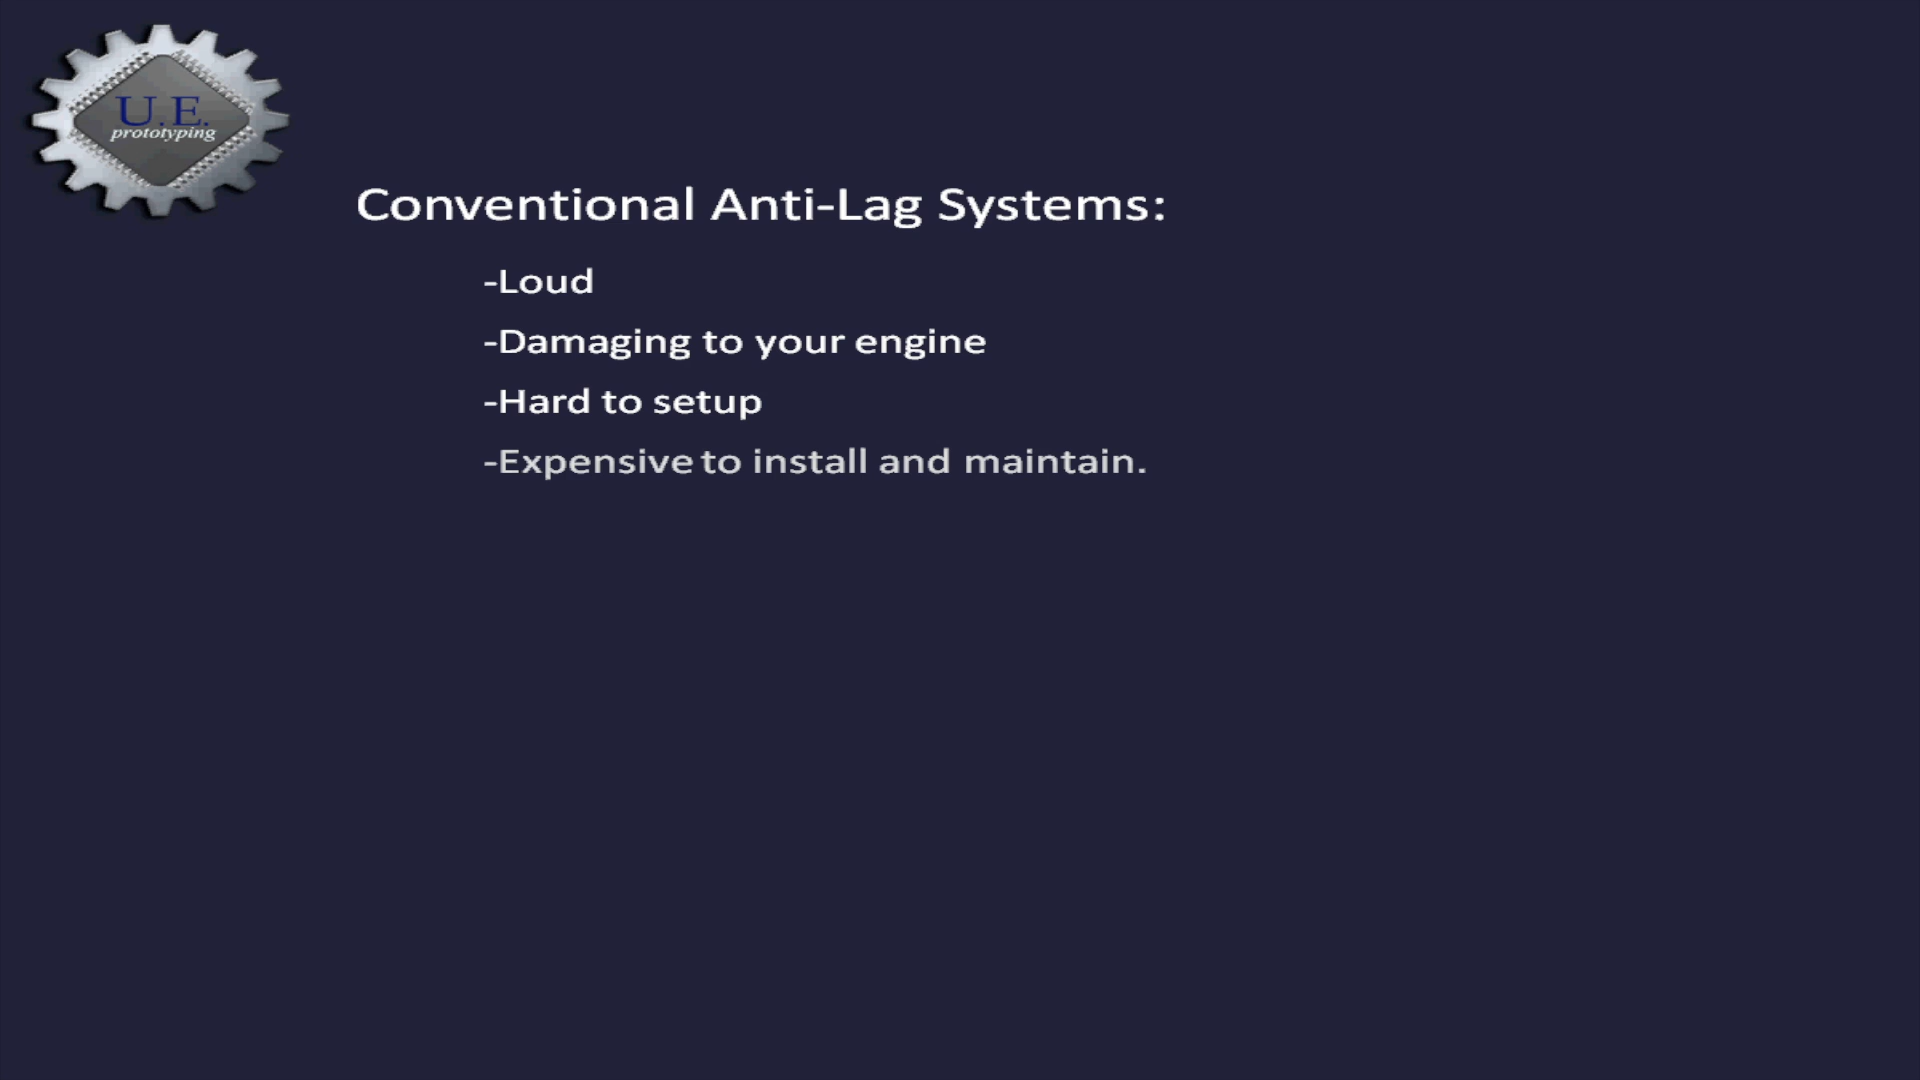 U.E.
prototyping
Conventional Anti-Lag Systems:
-Loud
-Damaging to your engine
-Hard to setup
-Expensive to install and maintain.